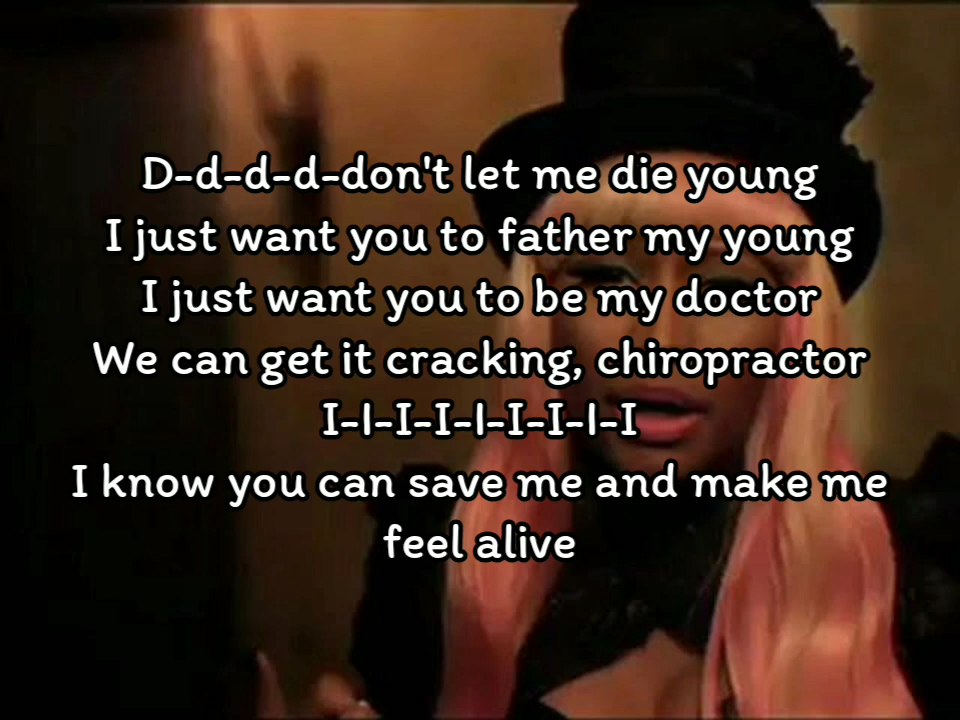 D-d-d-d-don't let me die young
I just want you to father my young
I just want you to be my doctor
We can get it cracking, chiropractor
I-l-I-I-l-I-I-l-I
I know you can save me and make me
feel alive